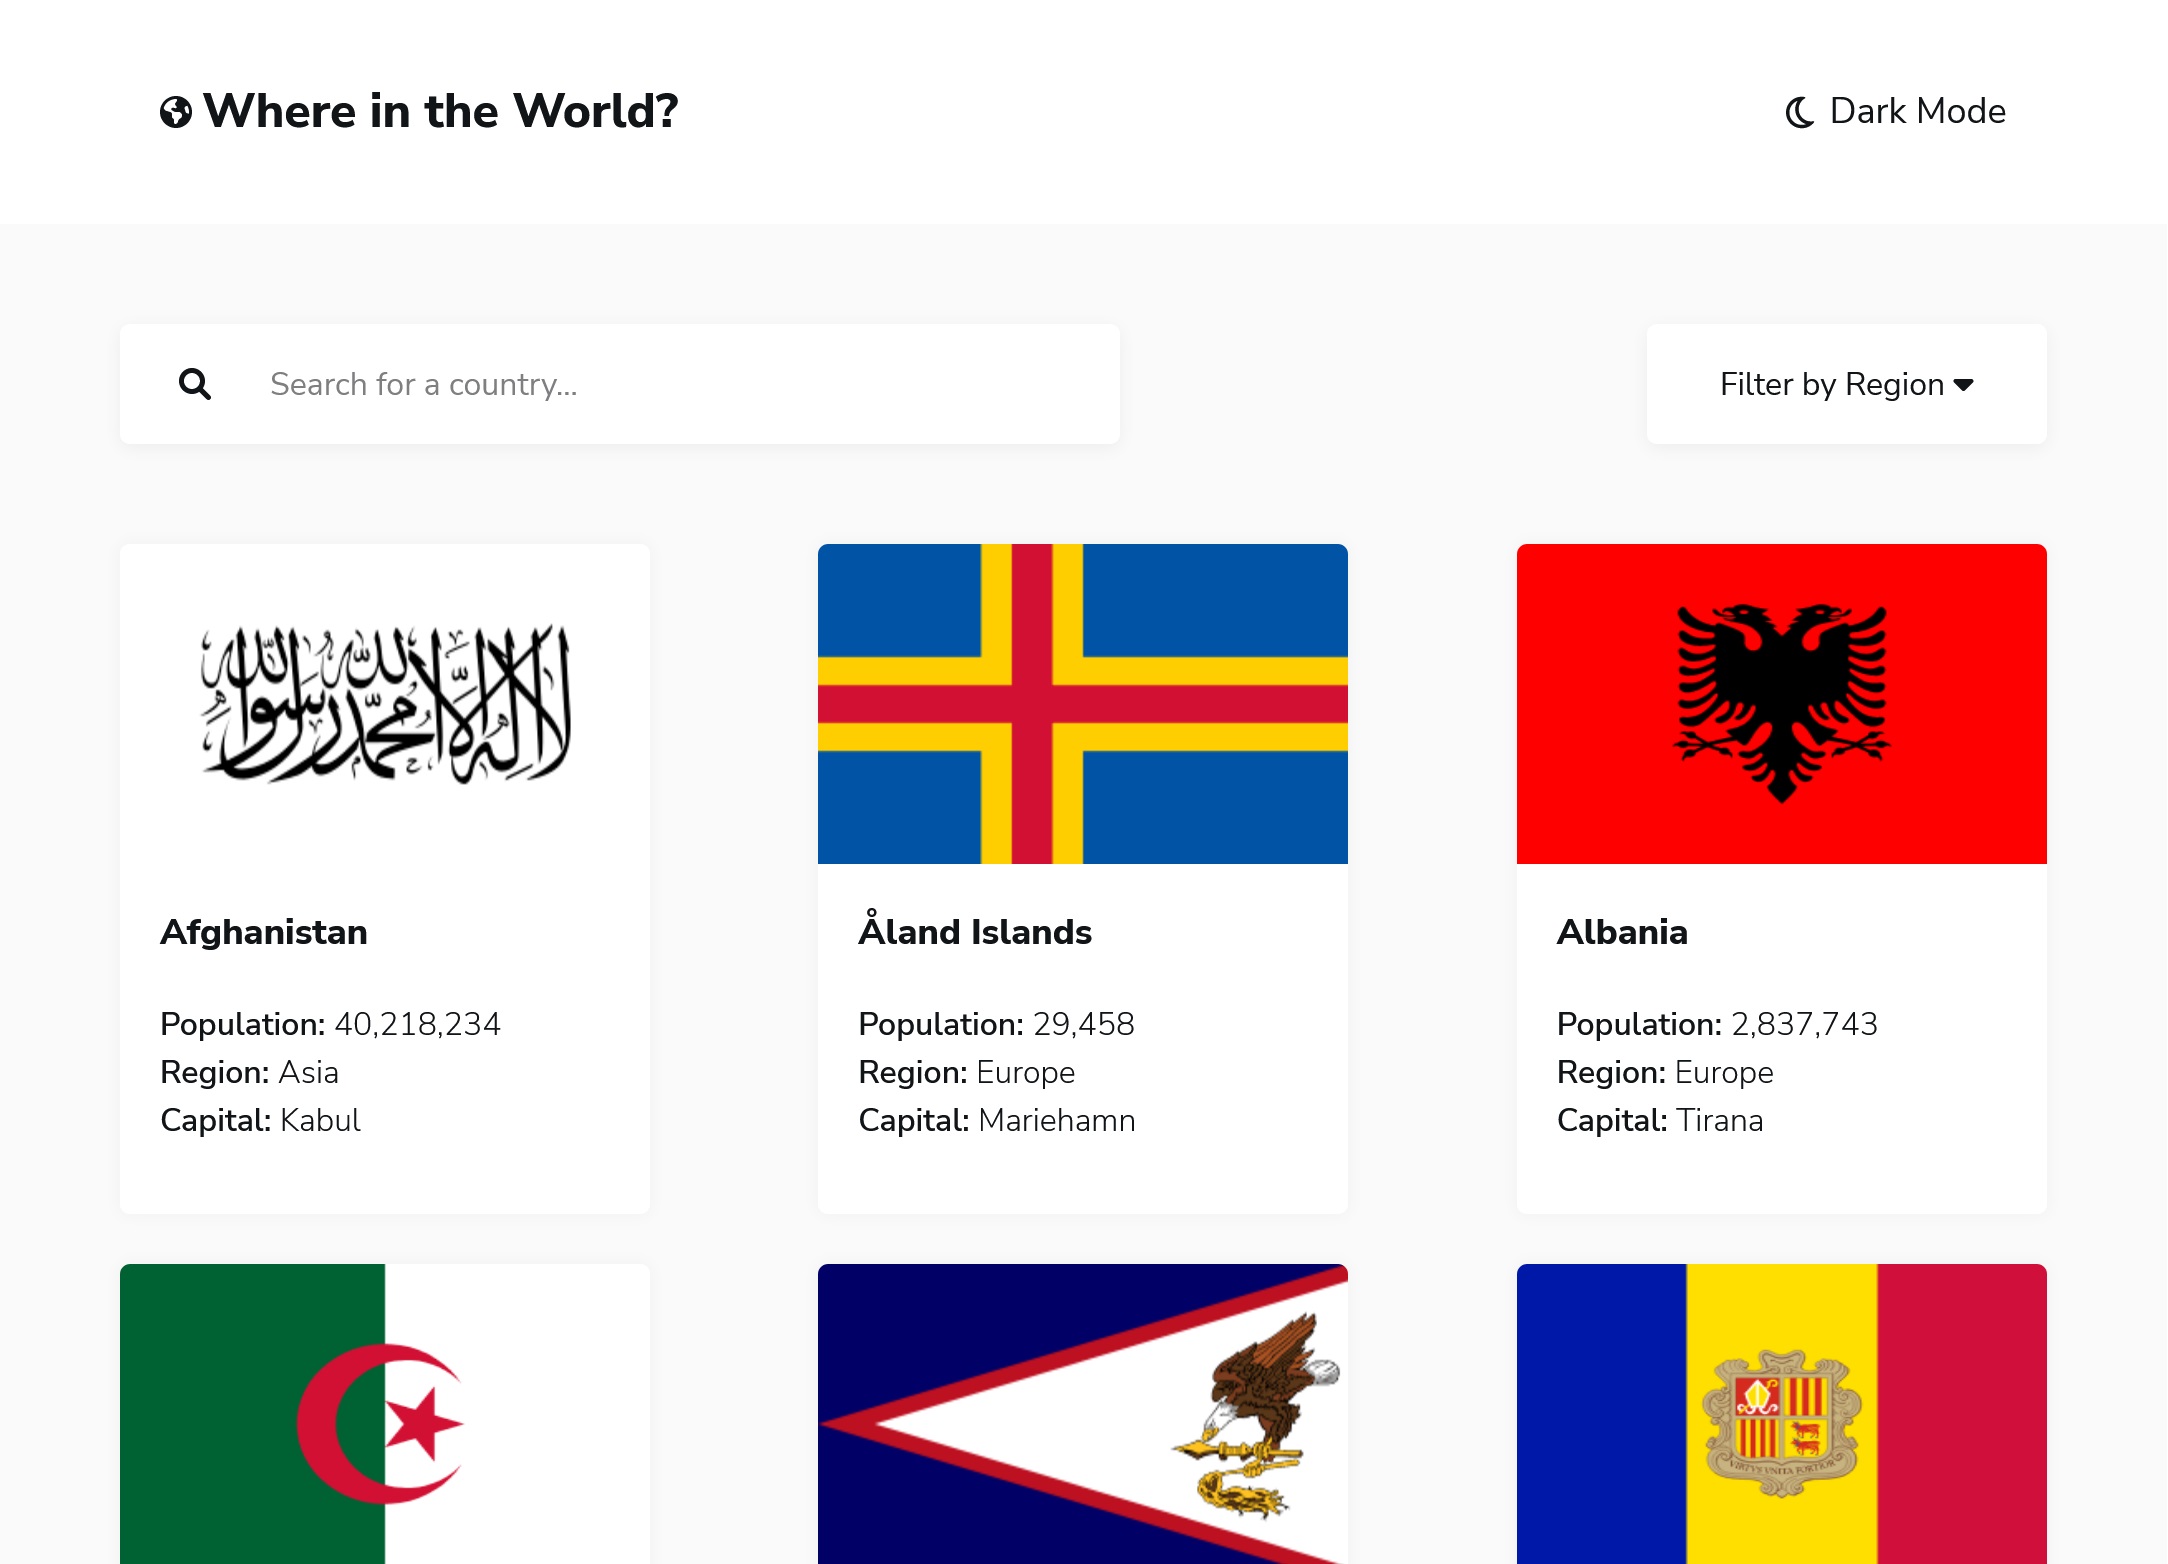 Where in the World?
Dark Mode
Search for a country...
Filter by Region
لا إله إلا الله محمد رسول الله
Afghanistan
Population: 40,218,234
Region: Asia
Capital: Kabul
Åland Islands
Population: 29,458
Region: Europe
Capital: Mariehamn
Albania
Population: 2,837,743
Region: Europe
Capital: Tirana
VIRTVS VNITA FORTIOR